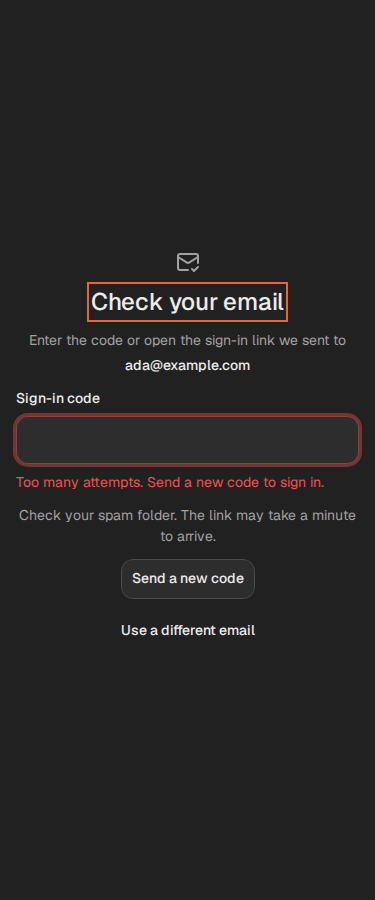 Check your email
Enter the code or open the sign-in link we sent to
ada@example.com
Sign-in code
Too many attempts. Send a new code to sign in.
Check your spam folder. The link may take a minute
to arrive.
Send a new code
Use a different email